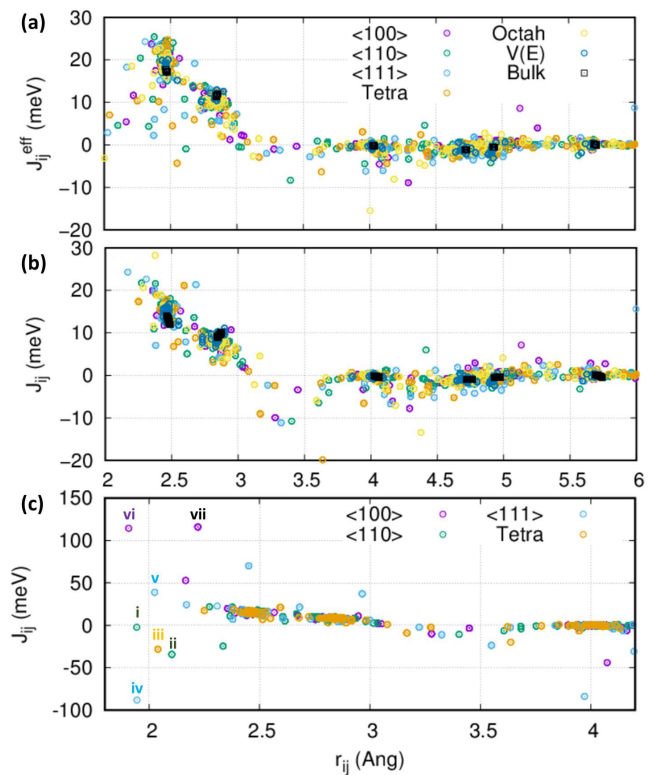 (a)
<100> Octah
<110> V(E)
<111> Bulk
Tetra
J_ij^eff (meV)
30
20
10
0
−10
−20
(b)
J_ij (meV)
30
20
10
0
−10
−20
2 2.5 3 3.5 4 4.5 5 5.5 6
(c)
<100> <111>
<110> Tetra
J_ij (meV)
150
100
50
0
-50
-100
vi
vii
v
i
iii
ii
iv
2 2.5 3 3.5 4
r_ij (Ang)